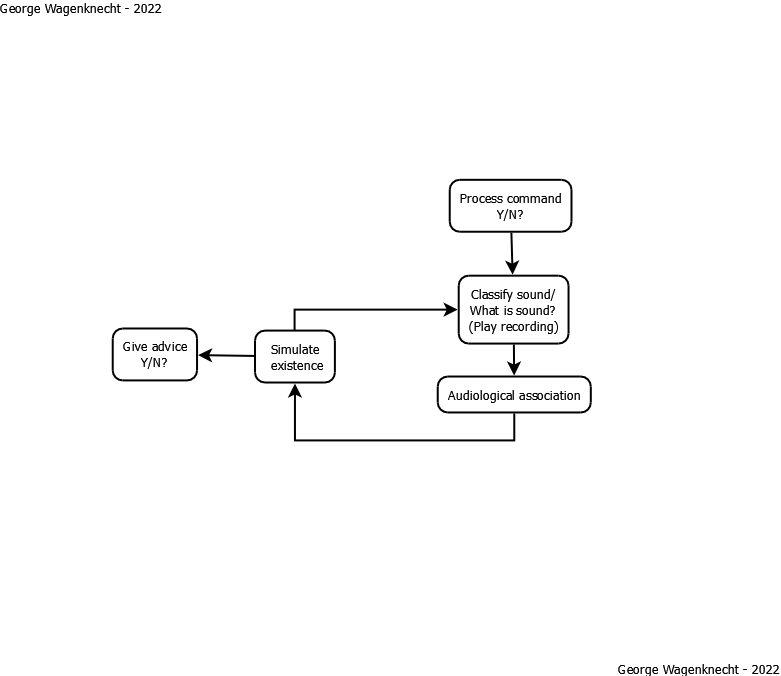 George Wagenknecht - 2022
Process command
Y/N?
Classify sound/
What is sound?
(Play recording)
Give advice
Y/N?
Simulate
existence
Audiological association
George Wagenknecht - 2022